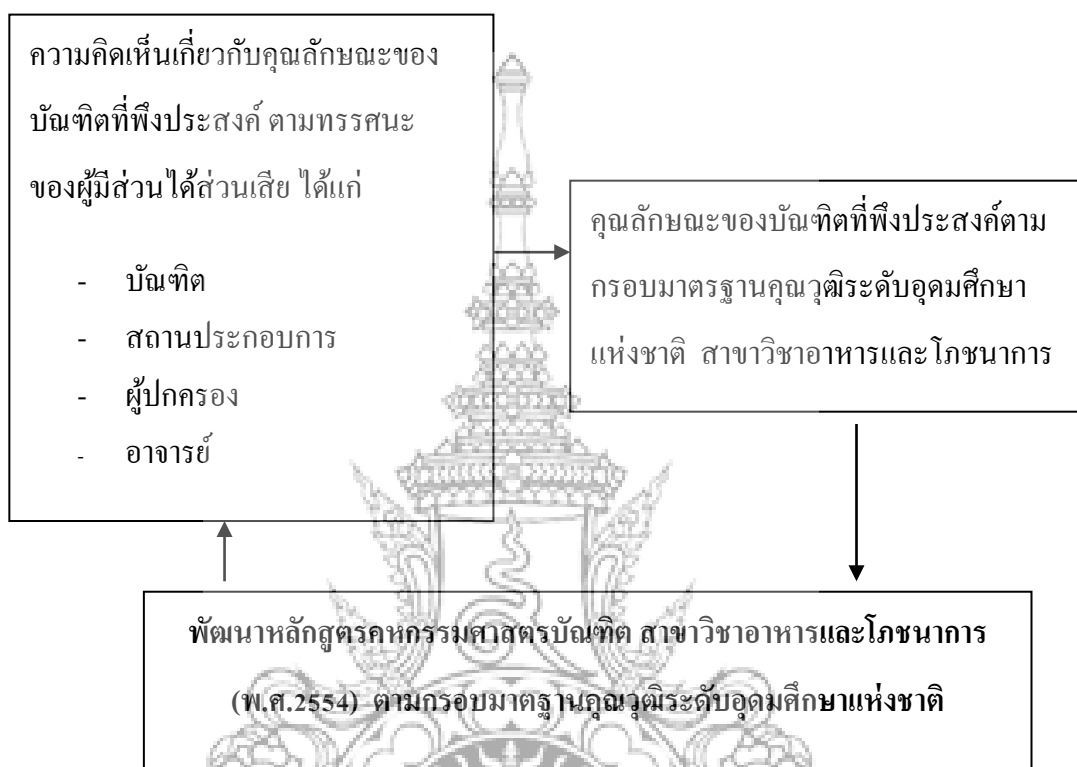 ความคิดเห็นเกี่ยวกับคุณลักษณะของ
บัณฑิตที่พึงประสงค์ ตามทรรศนะ
ของผู้มีส่วนได้ส่วนเสีย ได้แก่
- บัณฑิต
- สถานประกอบการ
- ผู้ปกครอง
- อาจารย์
คุณลักษณะของบัณฑิตที่พึงประสงค์ตาม
กรอบมาตรฐานคุณวุฒิระดับอุดมศึกษา
แห่งชาติ สาขาวิชาอาหารและโภชนาการ
พัฒนาหลักสูตรคหกรรมศาสตรบัณฑิต สาขาวิชาอาหารและโภชนาการ
(พ.ศ.2554) ตามกรอบมาตฐานคุณวุฒิระดับอุดมศึกษาแห่งชาติ